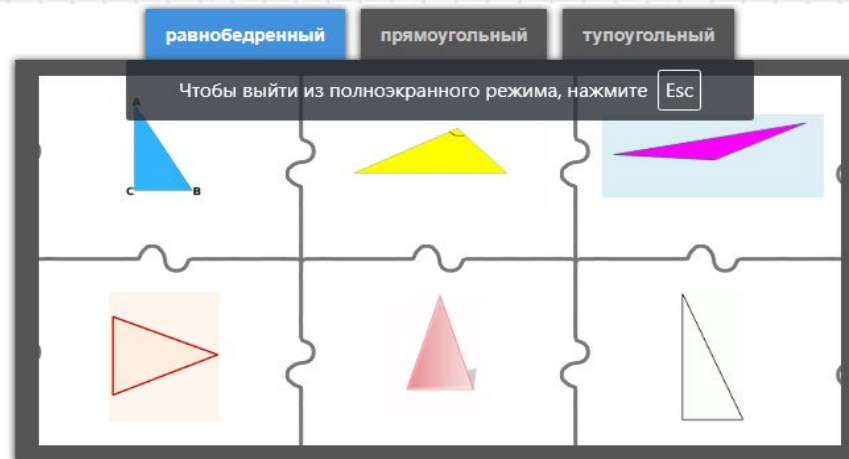 равнобедренный прямоугольный тупоугольный
Чтобы выйти из полноэкранного режима, нажмите Esc
A
C B